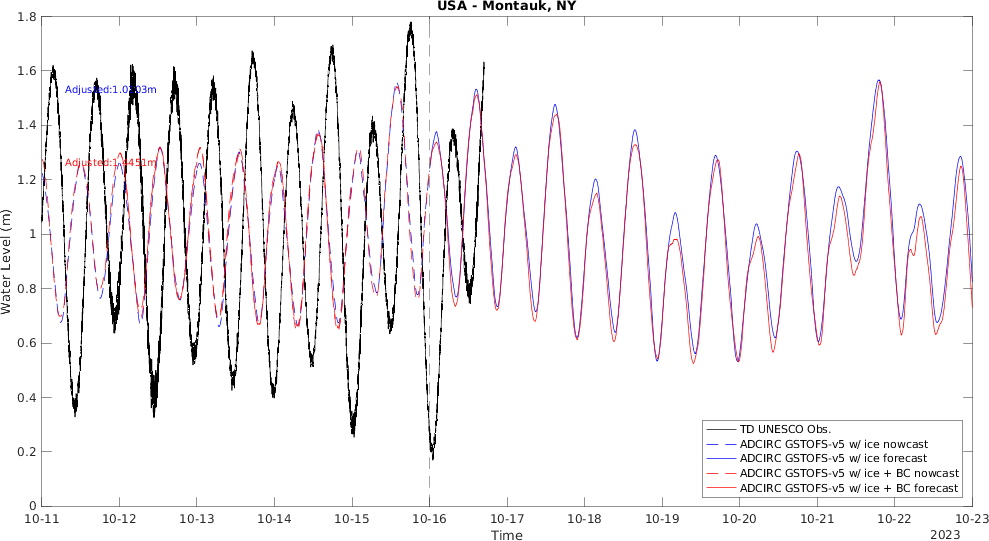 USA - Montauk, NY
1.8
1.6
1.4
1.2
1
0.8
0.6
0.4
0.2
0
Water Level (m)
Adjusted:1.0203m
TD UNESCO Obs.
ADCIRC GSTOFS-v5 w/ ice nowcast
ADCIRC GSTOFS-v5 w/ ice forecast
ADCIRC GSTOFS-v5 w/ ice + BC nowcast
ADCIRC GSTOFS-v5 w/ ice + BC forecast
10-11 10-12 10-13 10-14 10-15 10-16 10-17 10-18 10-19 10-20 10-21 10-22 10-23
Time
2023